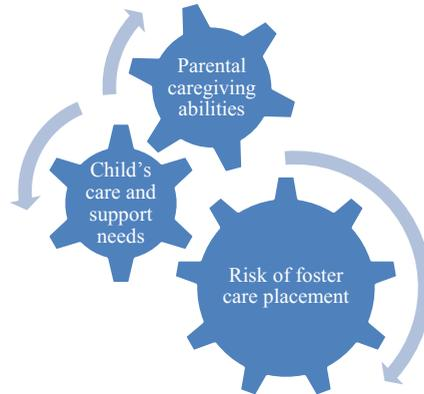 Parental
caregiving
abilities
Child’s
care and
support
needs
Risk of foster
care placement